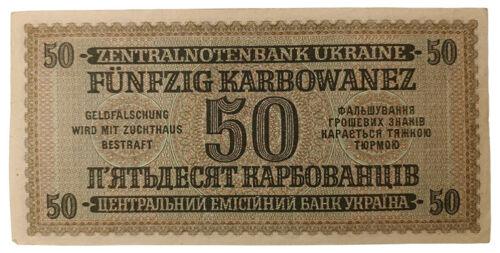 50 ZENTRALNOTENBANK UKRAINE 50
FÜNFZIG KARBOWANEZ
GELDFÄLSCHUNG
WIRD MIT ZUCHTHAUS
BESTRAFT
50
ФАЛЬШУВАННЯ
ГРОШЕВИХ ЗНАКІВ
КАРАЄТЬСЯ ТЯЖКОЮ
ТЮРМОЮ
П'ЯТЬДЕСЯТ КАРБОВАНЦІВ
50 ЦЕНТРАЛЬНИЙ ЕМІСІЙНИЙ БАНК УКРАЇНА 50